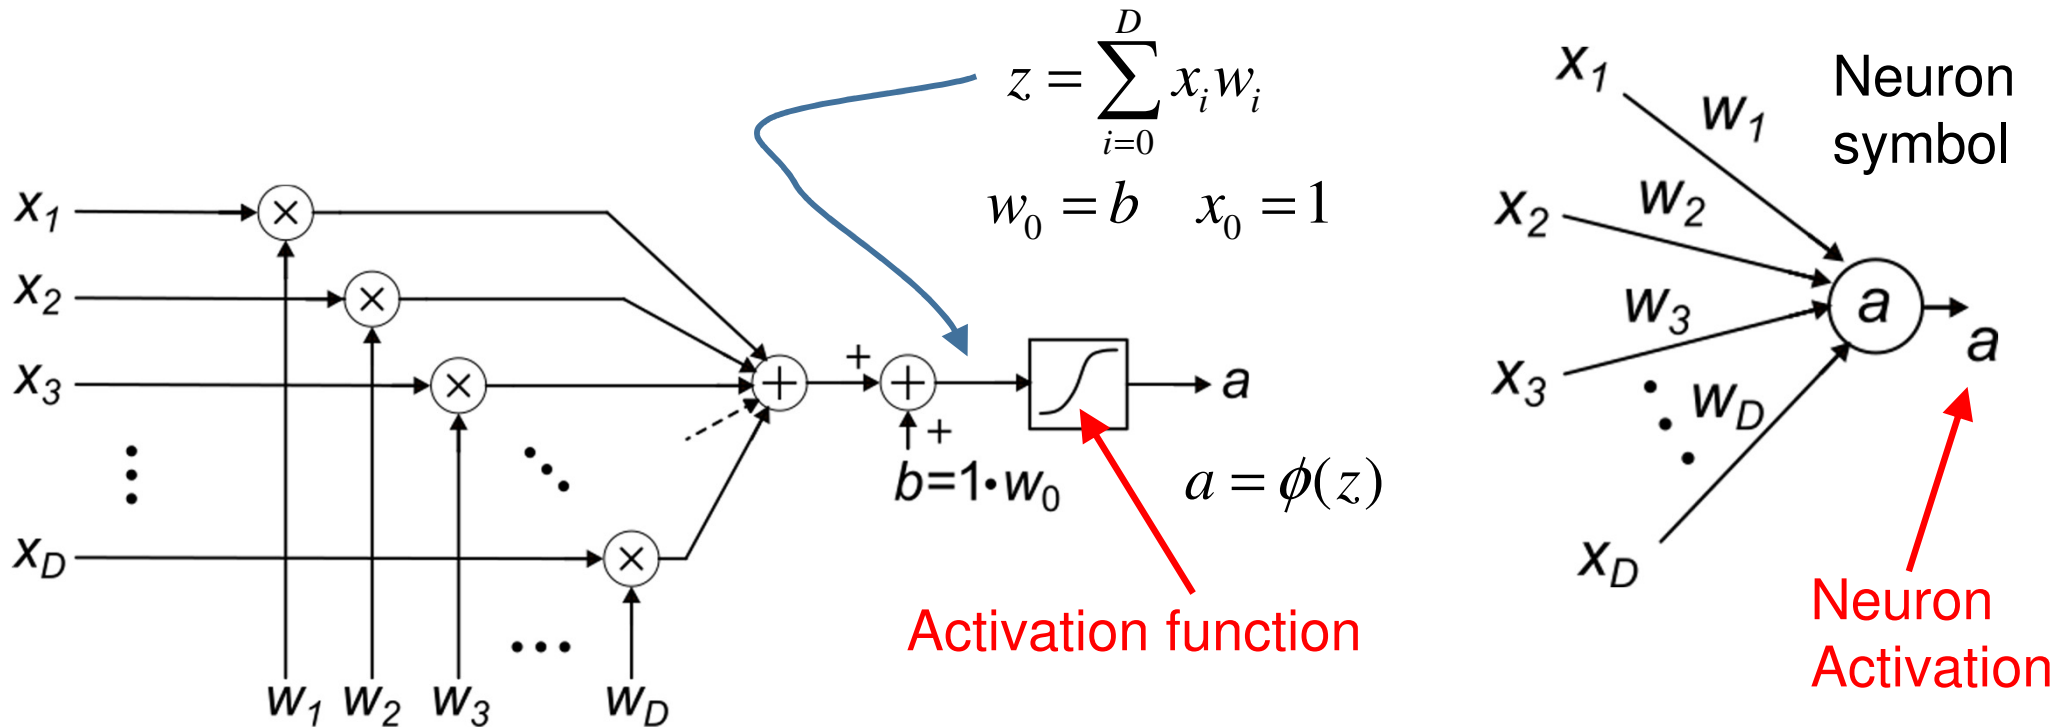 z = \sum_{i=0}^{D} x_i w_i
w_0 = b x_0 = 1
x_1
x_2
x_3
⋮
x_D
w_1 w_2 w_3 ... w_D
+
+
b=1•w_0
a
a = ϕ(z)
Activation function
Neuron
symbol
x_1
w_1
x_2
w_2
x_3
w_3
x_D
w_D
a
a
Neuron
Activation